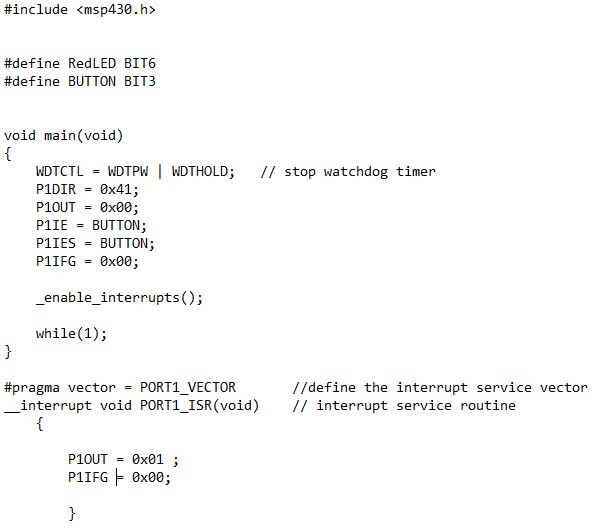 #include <msp430.h>
#define RedLED BIT6
#define BUTTON BIT3
void main(void)
{
    WDTCTL = WDTPW | WDTHOLD;   // stop watchdog timer
    P1DIR = 0x41;
    P1OUT = 0x00;
    P1IE = BUTTON;
    P1IES = BUTTON;
    P1IFG = 0x00;
    _enable_interrupts();
    while(1);
}
#pragma vector = PORT1_VECTOR       //define the interrupt service vector
__interrupt void PORT1_ISR(void)    // interrupt service routine
    {
        P1OUT = 0x01 ;
        P1IFG = 0x00;
        }